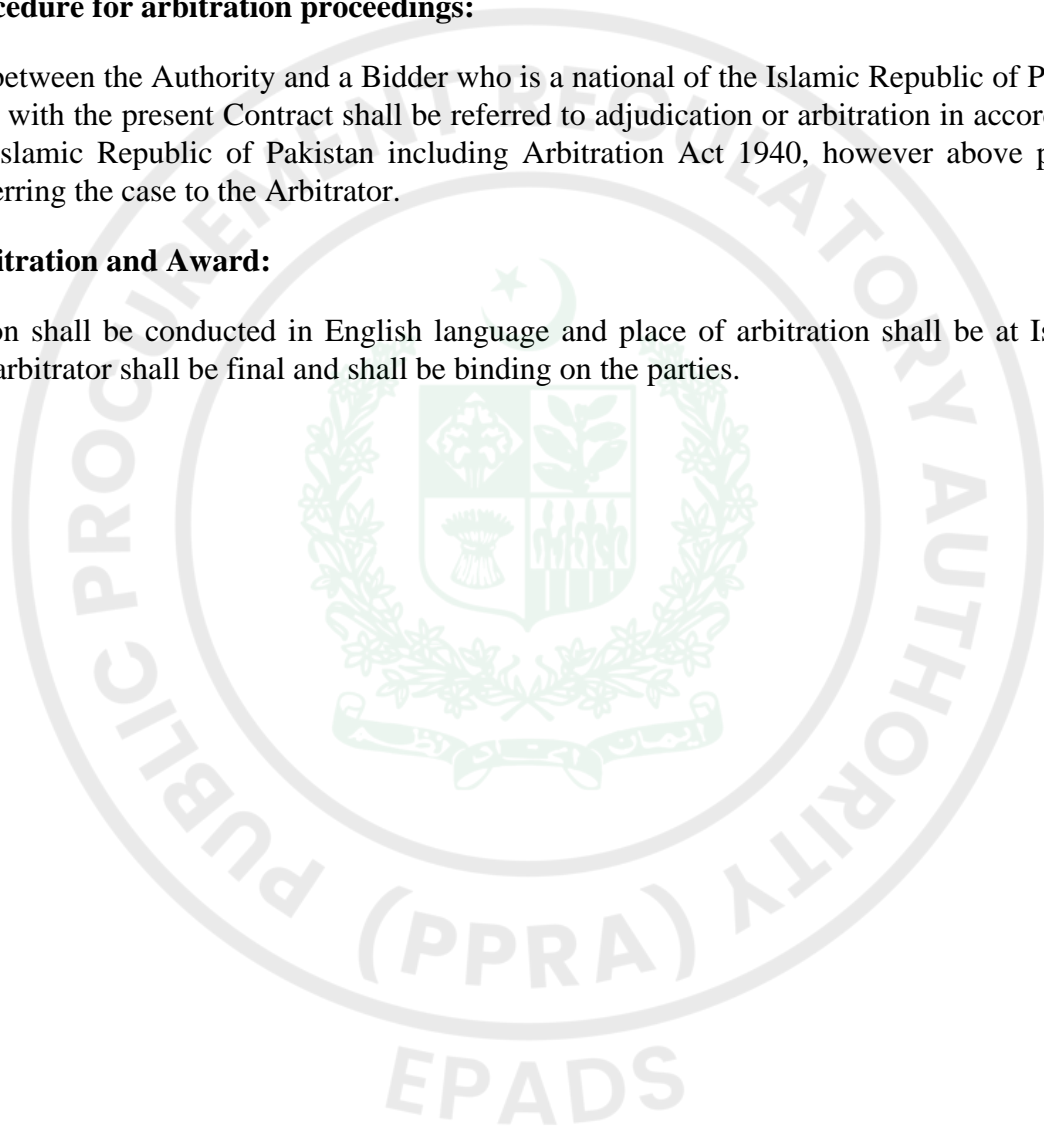 cedure for arbitration proceedings:
between the Authority and a Bidder who is a national of the Islamic Republic of P
with the present Contract shall be referred to adjudication or arbitration in accor
slamic Republic of Pakistan including Arbitration Act 1940, however above p
erring the case to the Arbitrator.
itration and Award:
on shall be conducted in English language and place of arbitration shall be at Is
arbitrator shall be final and shall be binding on the parties.
PUBLIC PROCUREMENT REGULATORY AUTHORITY
(PPRA)
EPADS